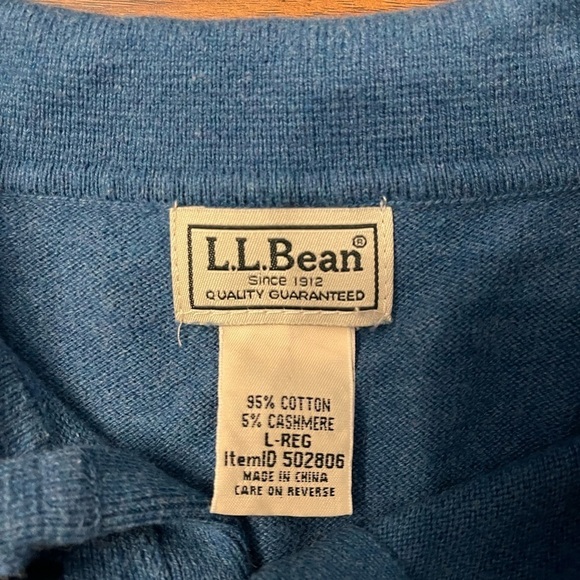 L.L.Bean®
Since 1912
QUALITY GUARANTEED
95% COTTON
5% CASHMERE
L-REG
ItemID 502806
MADE IN CHINA
CARE ON REVERSE